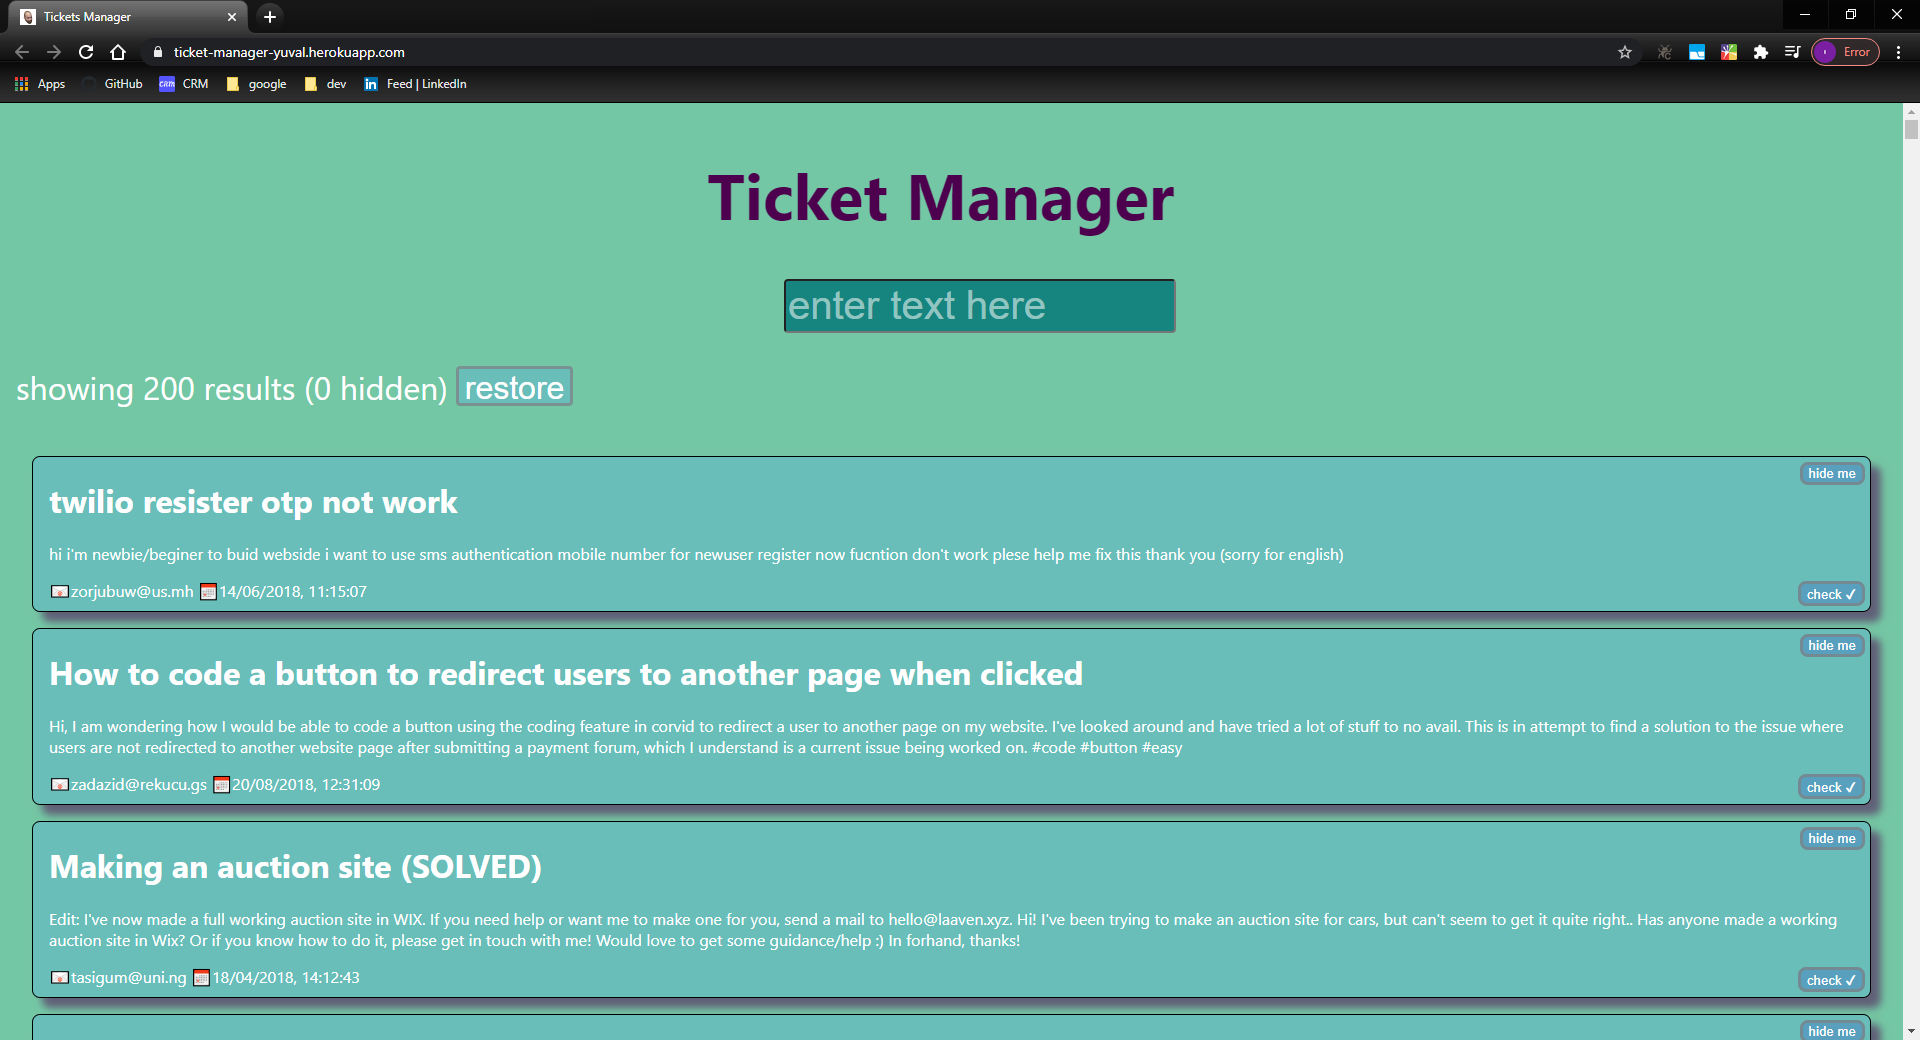 Tickets Manager
ticket-manager-yuval.herokuapp.com
Error
Apps GitHub CRM google dev Feed | LinkedIn
Ticket Manager
enter text here
showing 200 results (0 hidden) restore
hide me
twilio resister otp not work
hi i'm newbie/beginer to buid webside i want to use sms authentication mobile number for newuser register now fucntion don't work plese help me fix this thank you (sorry for english)
zorjubuw@us.mh 14/06/2018, 11:15:07
check ✓
hide me
How to code a button to redirect users to another page when clicked
Hi, I am wondering how I would be able to code a button using the coding feature in corvid to redirect a user to another page on my website. I've looked around and have tried a lot of stuff to no avail. This is in attempt to find a solution to the issue where
users are not redirected to another website page after submitting a payment forum, which I understand is a current issue being worked on. #code #button #easy
zadazid@rekucu.gs 20/08/2018, 12:31:09
check ✓
hide me
Making an auction site (SOLVED)
Edit: I've now made a full working auction site in WIX. If you need help or want me to make one for you, send a mail to hello@laaven.xyz. Hi! I've been trying to make an auction site for cars, but can't seem to get it quite right.. Has anyone made a working
auction site in Wix? Or if you know how to do it, please get in touch with me! Would love to get some guidance/help :) In forhand, thanks!
tasigum@uni.ng 18/04/2018, 14:12:43
check ✓
hide me